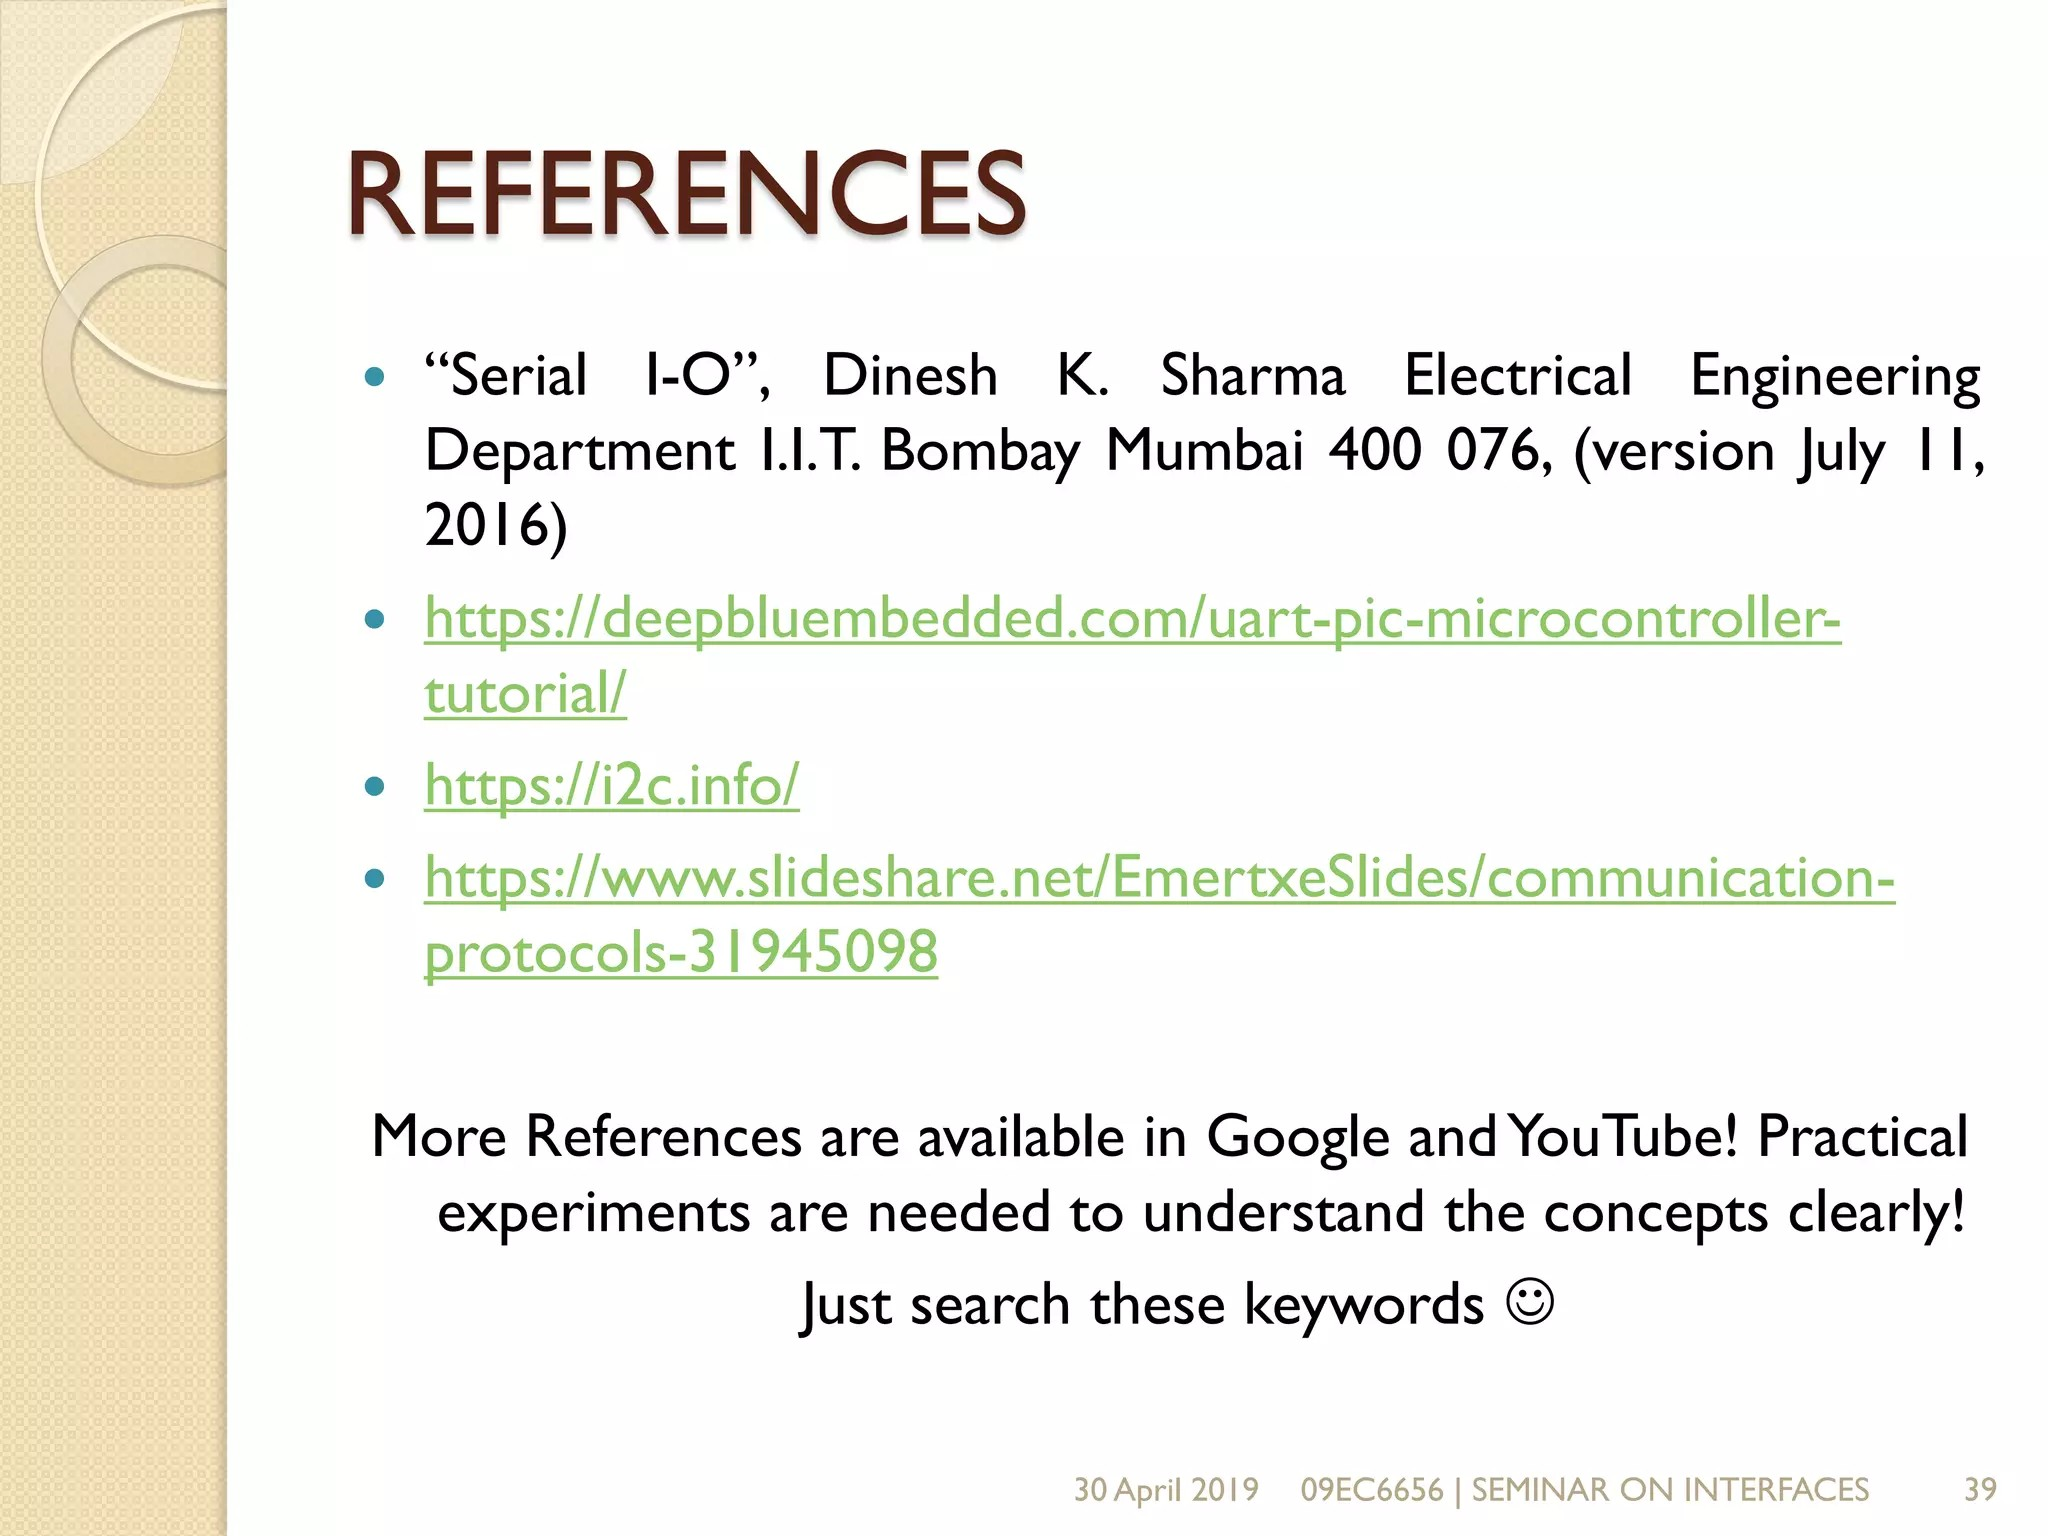 REFERENCES
“Serial I-O”, Dinesh K. Sharma Electrical Engineering
Department I.I.T. Bombay Mumbai 400 076, (version July 11,
2016)
https://deepbluembedded.com/uart-pic-microcontroller-
tutorial/
https://i2c.info/
https://www.slideshare.net/EmertxeSlides/communication-
protocols-31945098
More References are available in Google and YouTube! Practical
experiments are needed to understand the concepts clearly!
Just search these keywords ☺
30 April 2019 09EC6656 | SEMINAR ON INTERFACES 39